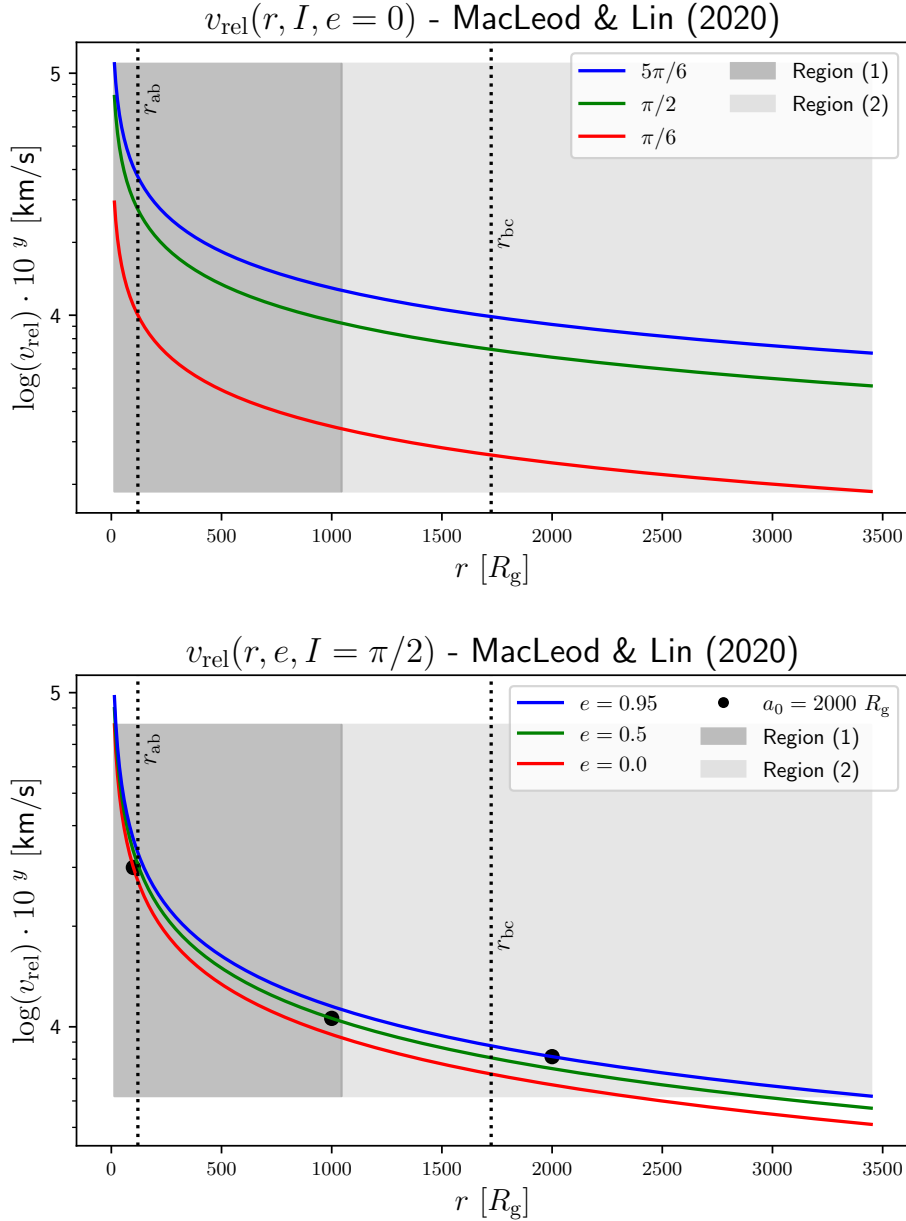 v_rel(r, I, e = 0) - MacLeod & Lin (2020)
5
4
log(v_rel) · 10^y [km/s]
r_ab
r_bc
5π/6
π/2
π/6
Region (1)
Region (2)
0 500 1000 1500 2000 2500 3000 3500
r [R_g]
v_rel(r, e, I = π/2) - MacLeod & Lin (2020)
5
4
log(v_rel) · 10^y [km/s]
r_ab
r_bc
e = 0.95
e = 0.5
e = 0.0
a_0 = 2000 R_g
Region (1)
Region (2)
0 500 1000 1500 2000 2500 3000 3500
r [R_g]